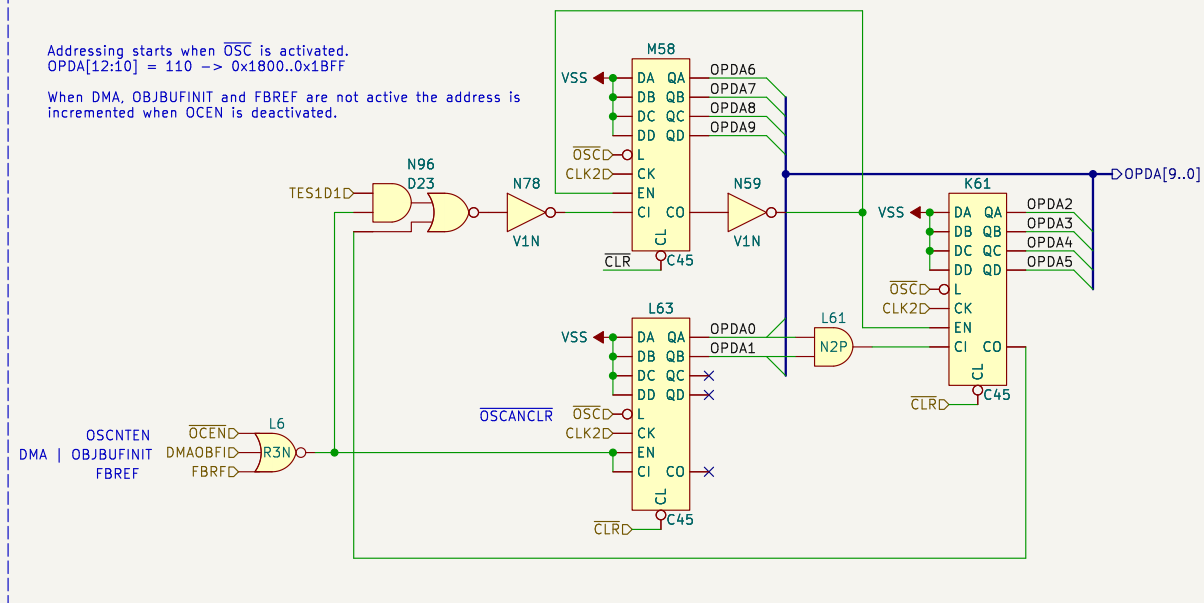 Addressing starts when OSC is activated.
OPDA[12:10] = 110 -> 0x1800..0x1BFF
When DMA, OBJBUFINIT and FBREF are not active the address is
incremented when OCEN is deactivated.
M58
VSS
DA QA OPDA6
DB QB OPDA7
DC QC OPDA8
DD QD OPDA9
OSC L
CLK2 CK
EN
CI CO
CL
CLR
C45
N96
D23
TES1D1
N78
V1N
N59
V1N
OPDA[9..0]
K61
VSS
DA QA OPDA2
DB QB OPDA3
DC QC OPDA4
DD QD OPDA5
OSC L
CLK2 CK
EN
CI CO
CL
CLR
C45
L63
VSS
DA QA OPDA0
DB QB OPDA1
DC QC
DD QD
OSCANCLR
OSC L
CLK2 CK
EN
CI CO
CL
CLR
C45
L61
N2P
L6
R3N
OSCNTEN
OCEN
DMA | OBJBUFINIT
DMAOBFI
FBREF
FBRF